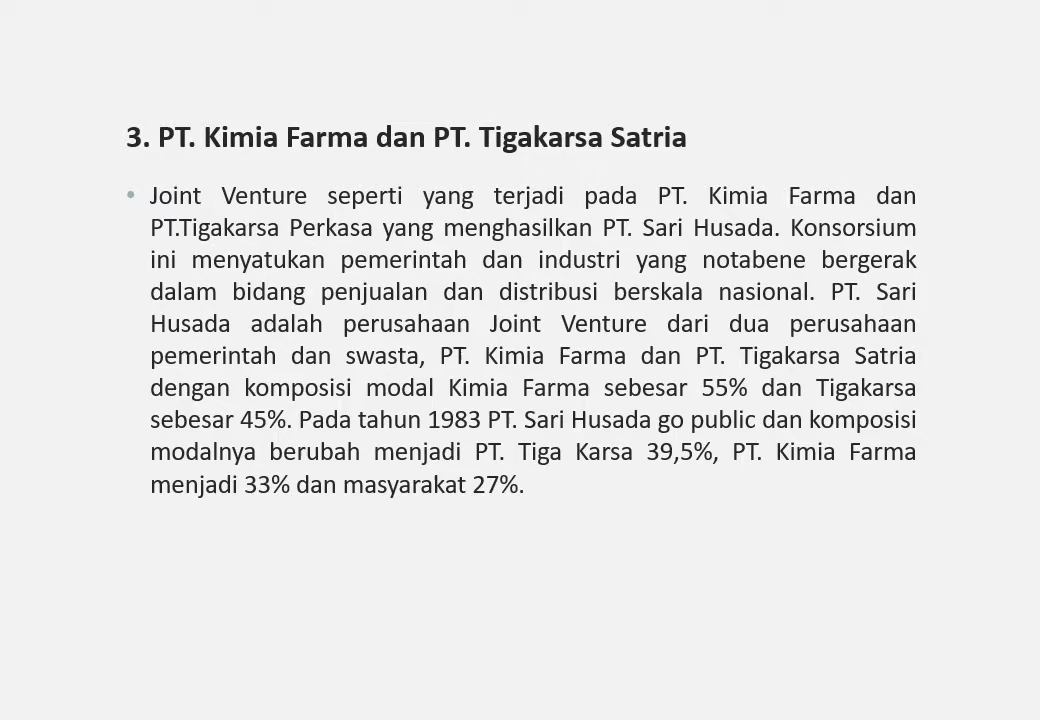 3. PT. Kimia Farma dan PT. Tigakarsa Satria
• Joint Venture seperti yang terjadi pada PT. Kimia Farma dan
PT.Tigakarsa Perkasa yang menghasilkan PT. Sari Husada. Konsorsium
ini menyatukan pemerintah dan industri yang notabene bergerak
dalam bidang penjualan dan distribusi berskala nasional. PT. Sari
Husada adalah perusahaan Joint Venture dari dua perusahaan
pemerintah dan swasta, PT. Kimia Farma dan PT. Tigakarsa Satria
dengan komposisi modal Kimia Farma sebesar 55% dan Tigakarsa
sebesar 45%. Pada tahun 1983 PT. Sari Husada go public dan komposisi
modalnya berubah menjadi PT. Tiga Karsa 39,5%, PT. Kimia Farma
menjadi 33% dan masyarakat 27%.